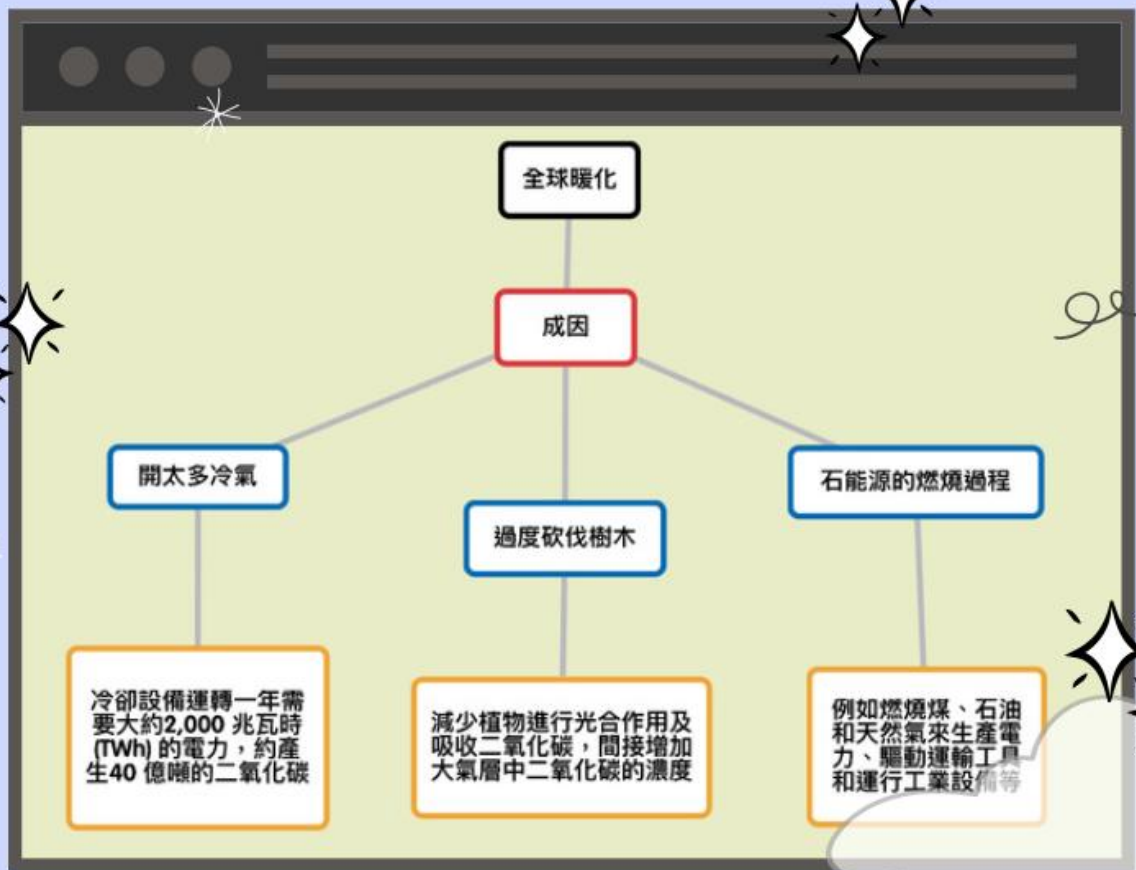 全球暖化
成因
開太多冷氣
過度砍伐樹木
石能源的燃燒過程
冷卻設備運轉一年需
要大約2,000 兆瓦時
(TWh) 的電力，約產
生40 億噸的二氧化碳
減少植物進行光合作用及
吸收二氧化碳，間接增加
大氣層中二氧化碳的濃度
例如燃燒煤、石油
和天然氣來生產電
力、驅動運輸工具
和運行工業設備等